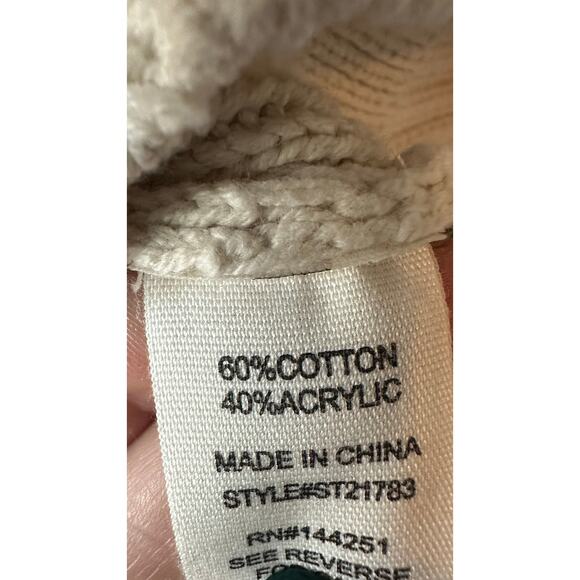 60%COTTON
40%ACRYLIC
MADE IN CHINA
STYLE#ST21783
RN#144251
SEE REVERSE